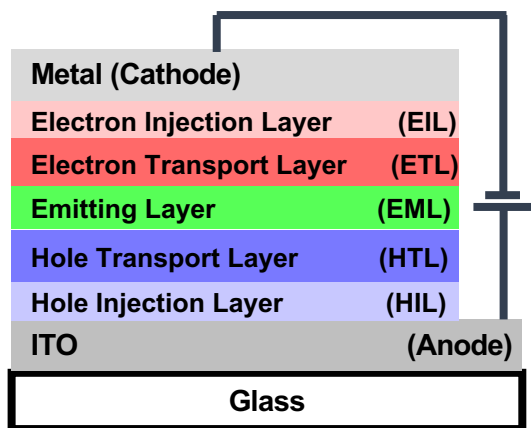 Metal (Cathode)
Electron Injection Layer (EIL)
Electron Transport Layer (ETL)
Emitting Layer (EML)
Hole Transport Layer (HTL)
Hole Injection Layer (HIL)
ITO (Anode)
Glass